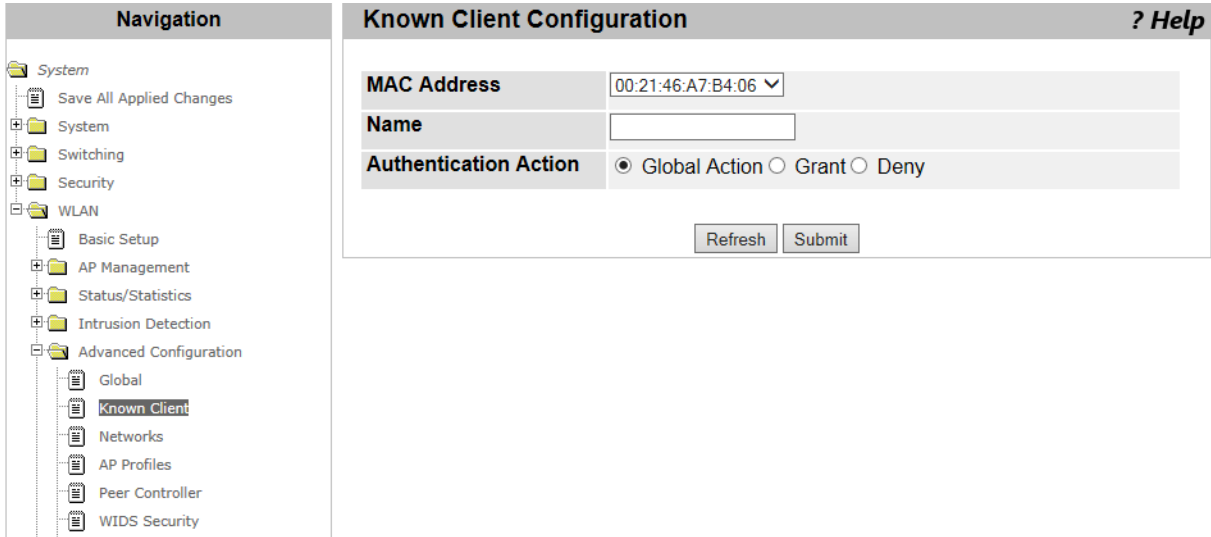 Navigation
System
Save All Applied Changes
System
Switching
Security
WLAN
Basic Setup
AP Management
Status/Statistics
Intrusion Detection
Advanced Configuration
Global
Known Client
Networks
AP Profiles
Peer Controller
WIDS Security
Known Client Configuration ? Help
MAC Address 00:21:46:A7:B4:06
Name
Authentication Action Global Action Grant Deny
Refresh Submit